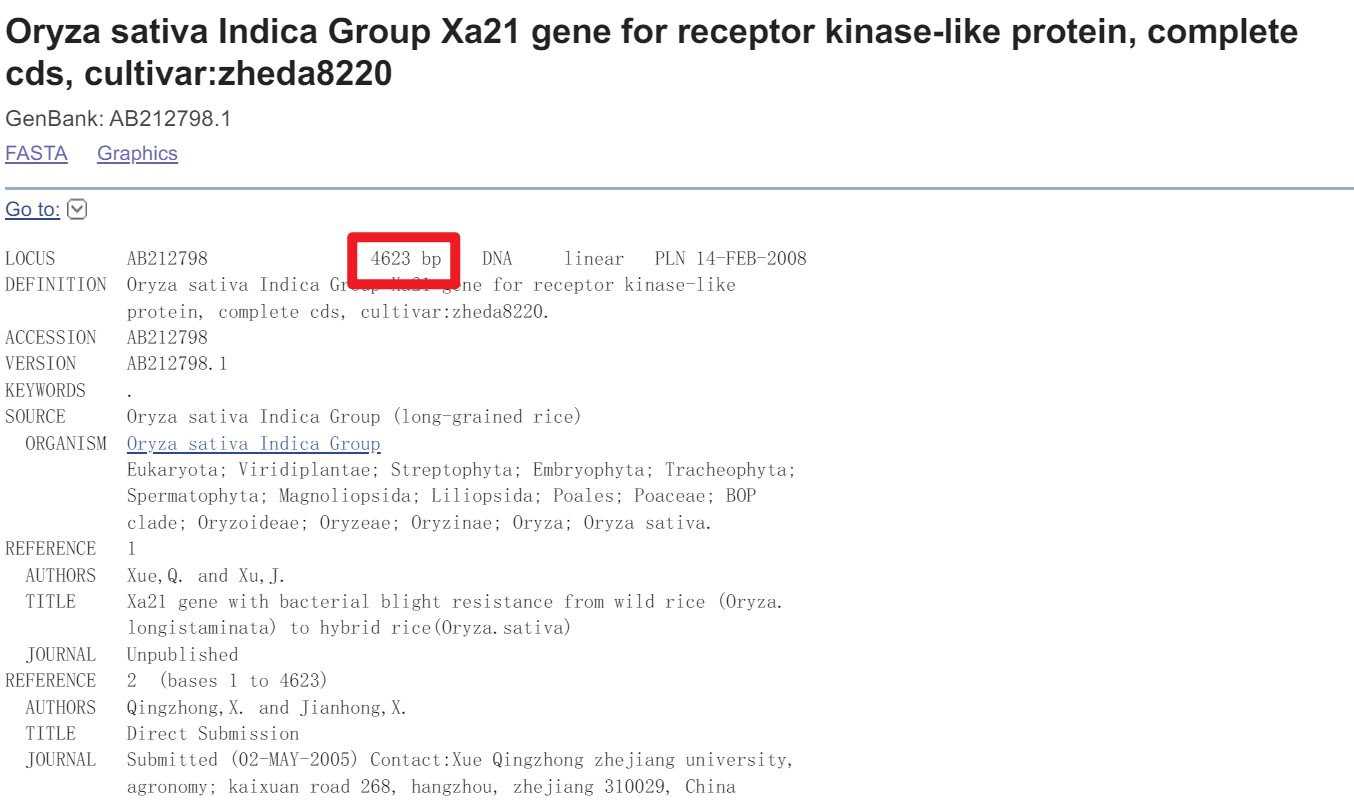 Oryza sativa Indica Group Xa21 gene for receptor kinase-like protein, complete
cds, cultivar:zheda8220
GenBank: AB212798.1
FASTA Graphics
Go to:
LOCUS AB212798 4623 bp DNA linear PLN 14-FEB-2008
DEFINITION Oryza sativa Indica Group Xa21 gene for receptor kinase-like
protein, complete cds, cultivar:zheda8220.
ACCESSION AB212798
VERSION AB212798.1
KEYWORDS .
SOURCE Oryza sativa Indica Group (long-grained rice)
ORGANISM Oryza sativa Indica Group
Eukaryota; Viridiplantae; Streptophyta; Embryophyta; Tracheophyta;
Spermatophyta; Magnoliopsida; Liliopsida; Poales; Poaceae; BOP
clade; Oryzoideae; Oryzeae; Oryzinae; Oryza; Oryza sativa.
REFERENCE 1
AUTHORS Xue,Q. and Xu,J.
TITLE Xa21 gene with bacterial blight resistance from wild rice (Oryza.
longistaminata) to hybrid rice(Oryza.sativa)
JOURNAL Unpublished
REFERENCE 2 (bases 1 to 4623)
AUTHORS Qingzhong,X. and Jianhong,X.
TITLE Direct Submission
JOURNAL Submitted (02-MAY-2005) Contact:Xue Qingzhong zhejiang university,
agronomy; kaixuan road 268, hangzhou, zhejiang 310029, China